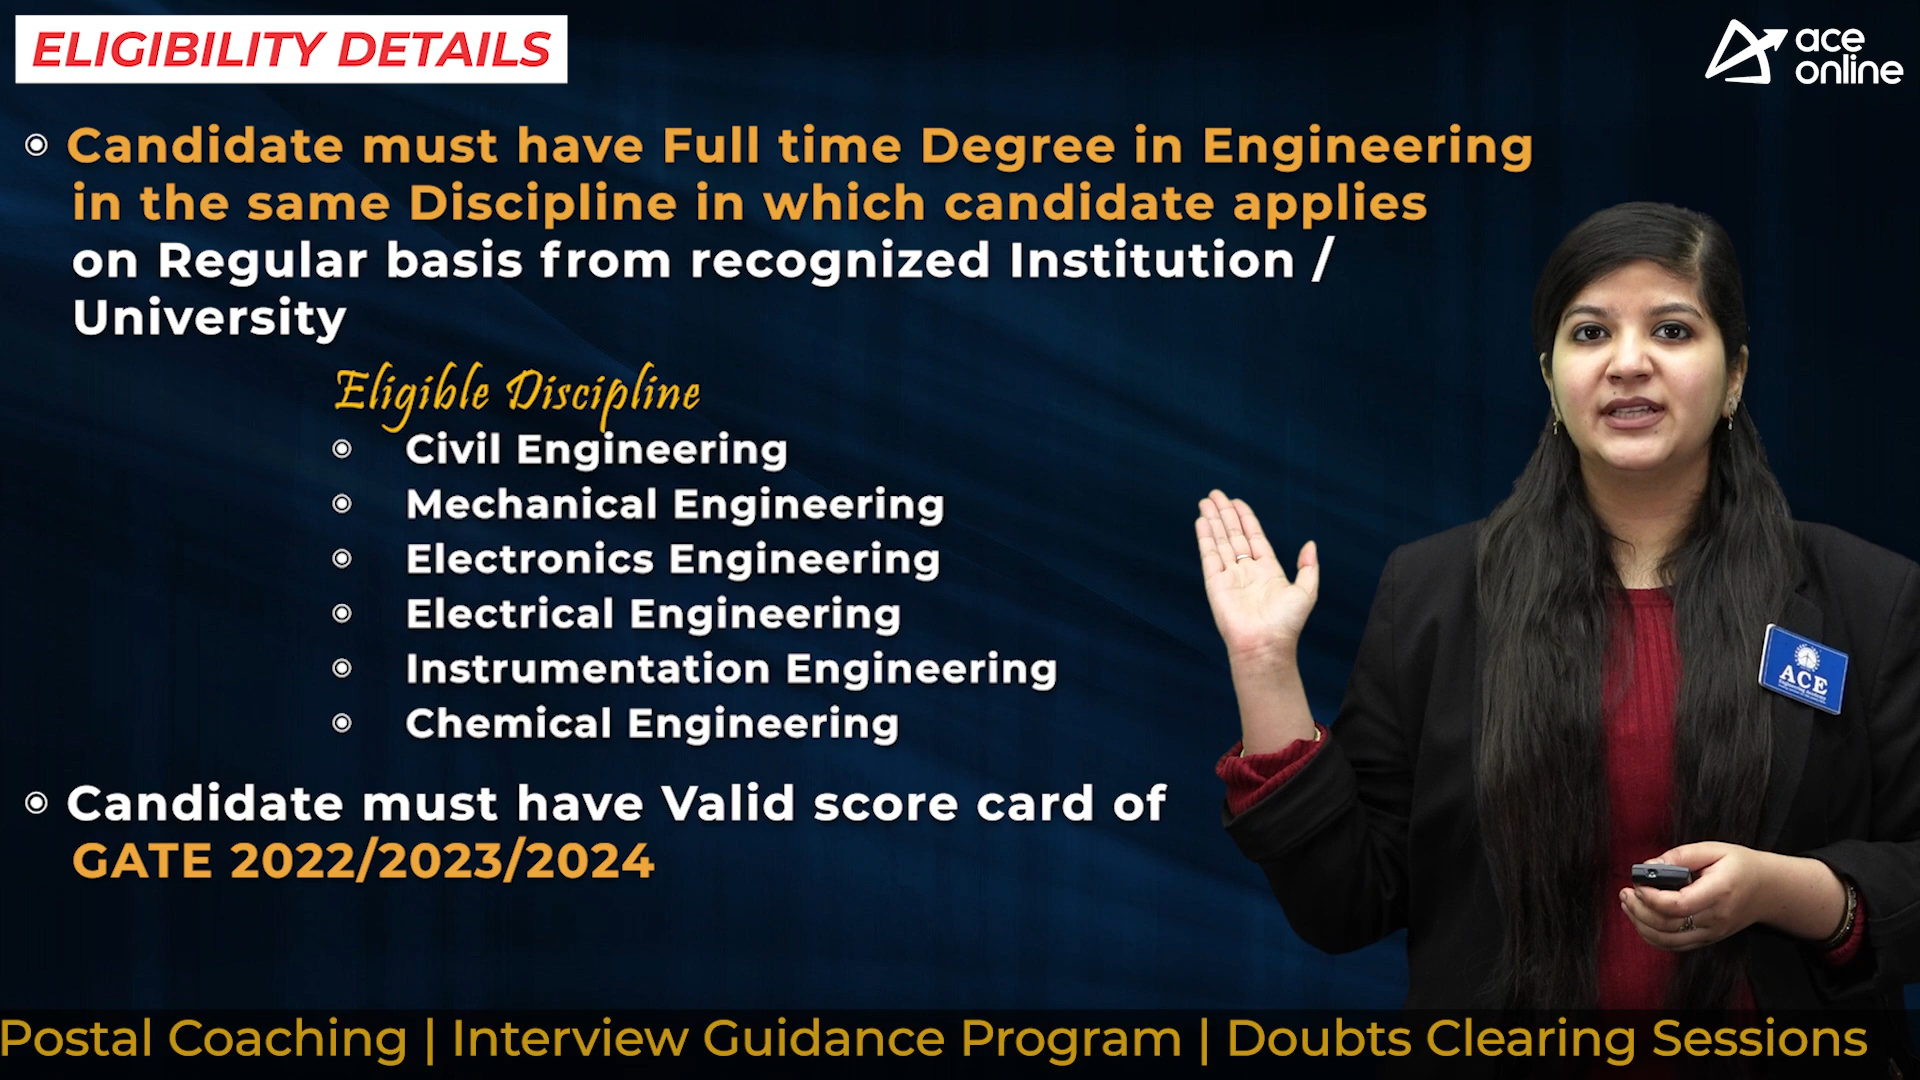 ELIGIBILITY DETAILS
ace
online
Candidate must have Full time Degree in Engineering
in the same Discipline in which candidate applies
on Regular basis from recognized Institution /
University
Eligible Discipline
Civil Engineering
Mechanical Engineering
Electronics Engineering
Electrical Engineering
Instrumentation Engineering
Chemical Engineering
Candidate must have Valid score card of
GATE 2022/2023/2024
ACE
Engineering Academy
Postal Coaching | Interview Guidance Program | Doubts Clearing Sessions